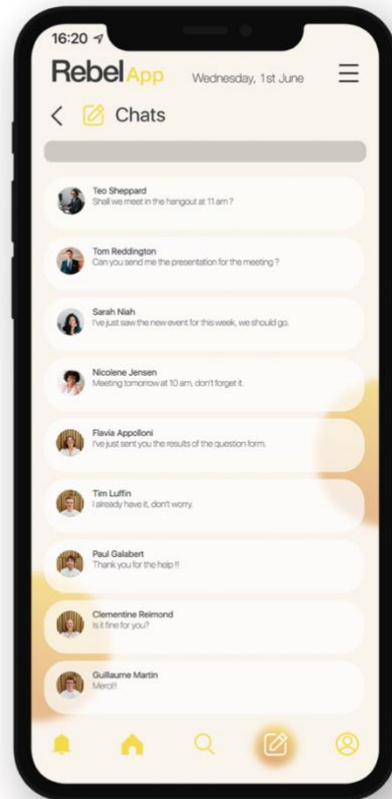 16:20
Rebel App Wednesday, 1st June
Chats
Teo Sheppard
Shall we meet in the hangout at 11 am ?
Tom Reddington
Can you send me the presentation for the meeting ?
Sarah Niah
I've just saw the new event for this week, we should go.
Nicolene Jensen
Meeting tomorrow at 10 am, don't forget it.
Flavia Appolloni
I've just sent you the results of the question form.
Tim Luffin
I already have it, don't worry.
Paul Galabert
Thank you for the help !!
Clementine Reimond
Is it fine for you?
Guillaume Martin
Merci!!